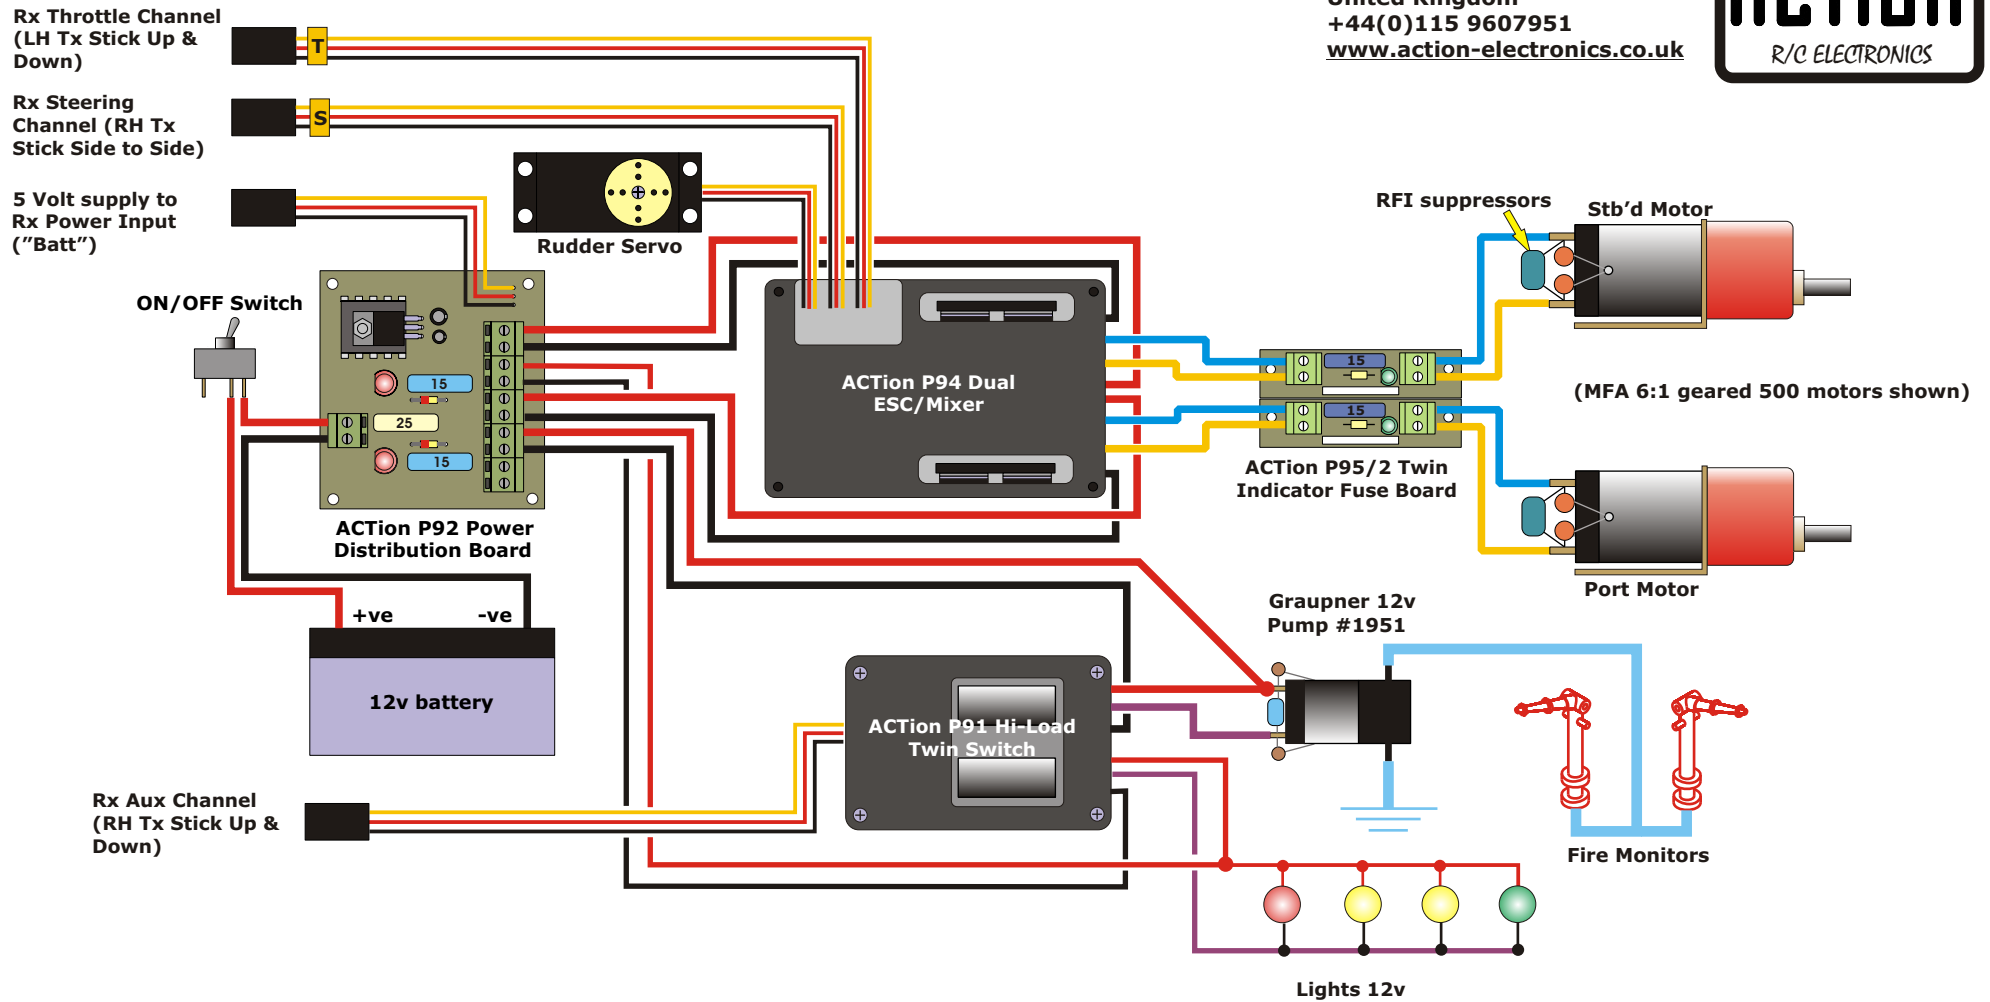 Rx Throttle Channel
(LH Tx Stick Up &
Down)
T
United Kingdom
+44(0)115 9607951
www.action-electronics.co.uk
ACTION
R/C ELECTRONICS
Rx Steering
Channel (RH Tx
Stick Side to Side)
S
5 Volt supply to
Rx Power Input
(”Batt”)
Rudder Servo
RFI suppressors
Stb’d Motor
ON/OFF Switch
15
25
15
ACTion P92 Power
Distribution Board
ACTion P94 Dual
ESC/Mixer
15
15
(MFA 6:1 geared 500 motors shown)
ACTion P95/2 Twin
Indicator Fuse Board
Port Motor
+ve
-ve
12v battery
Graupner 12v
Pump #1951
ACTion P91 Hi-Load
Twin Switch
Rx Aux Channel
(RH Tx Stick Up &
Down)
Fire Monitors
Lights 12v